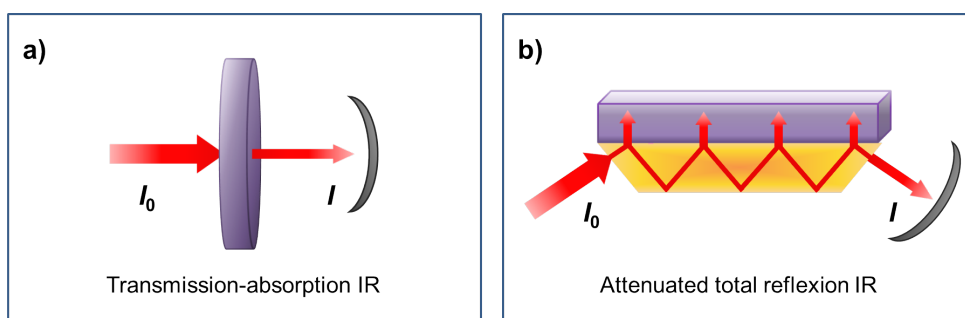 a)
I₀
I
Transmission-absorption IR
b)
I₀
I
Attenuated total reflexion IR